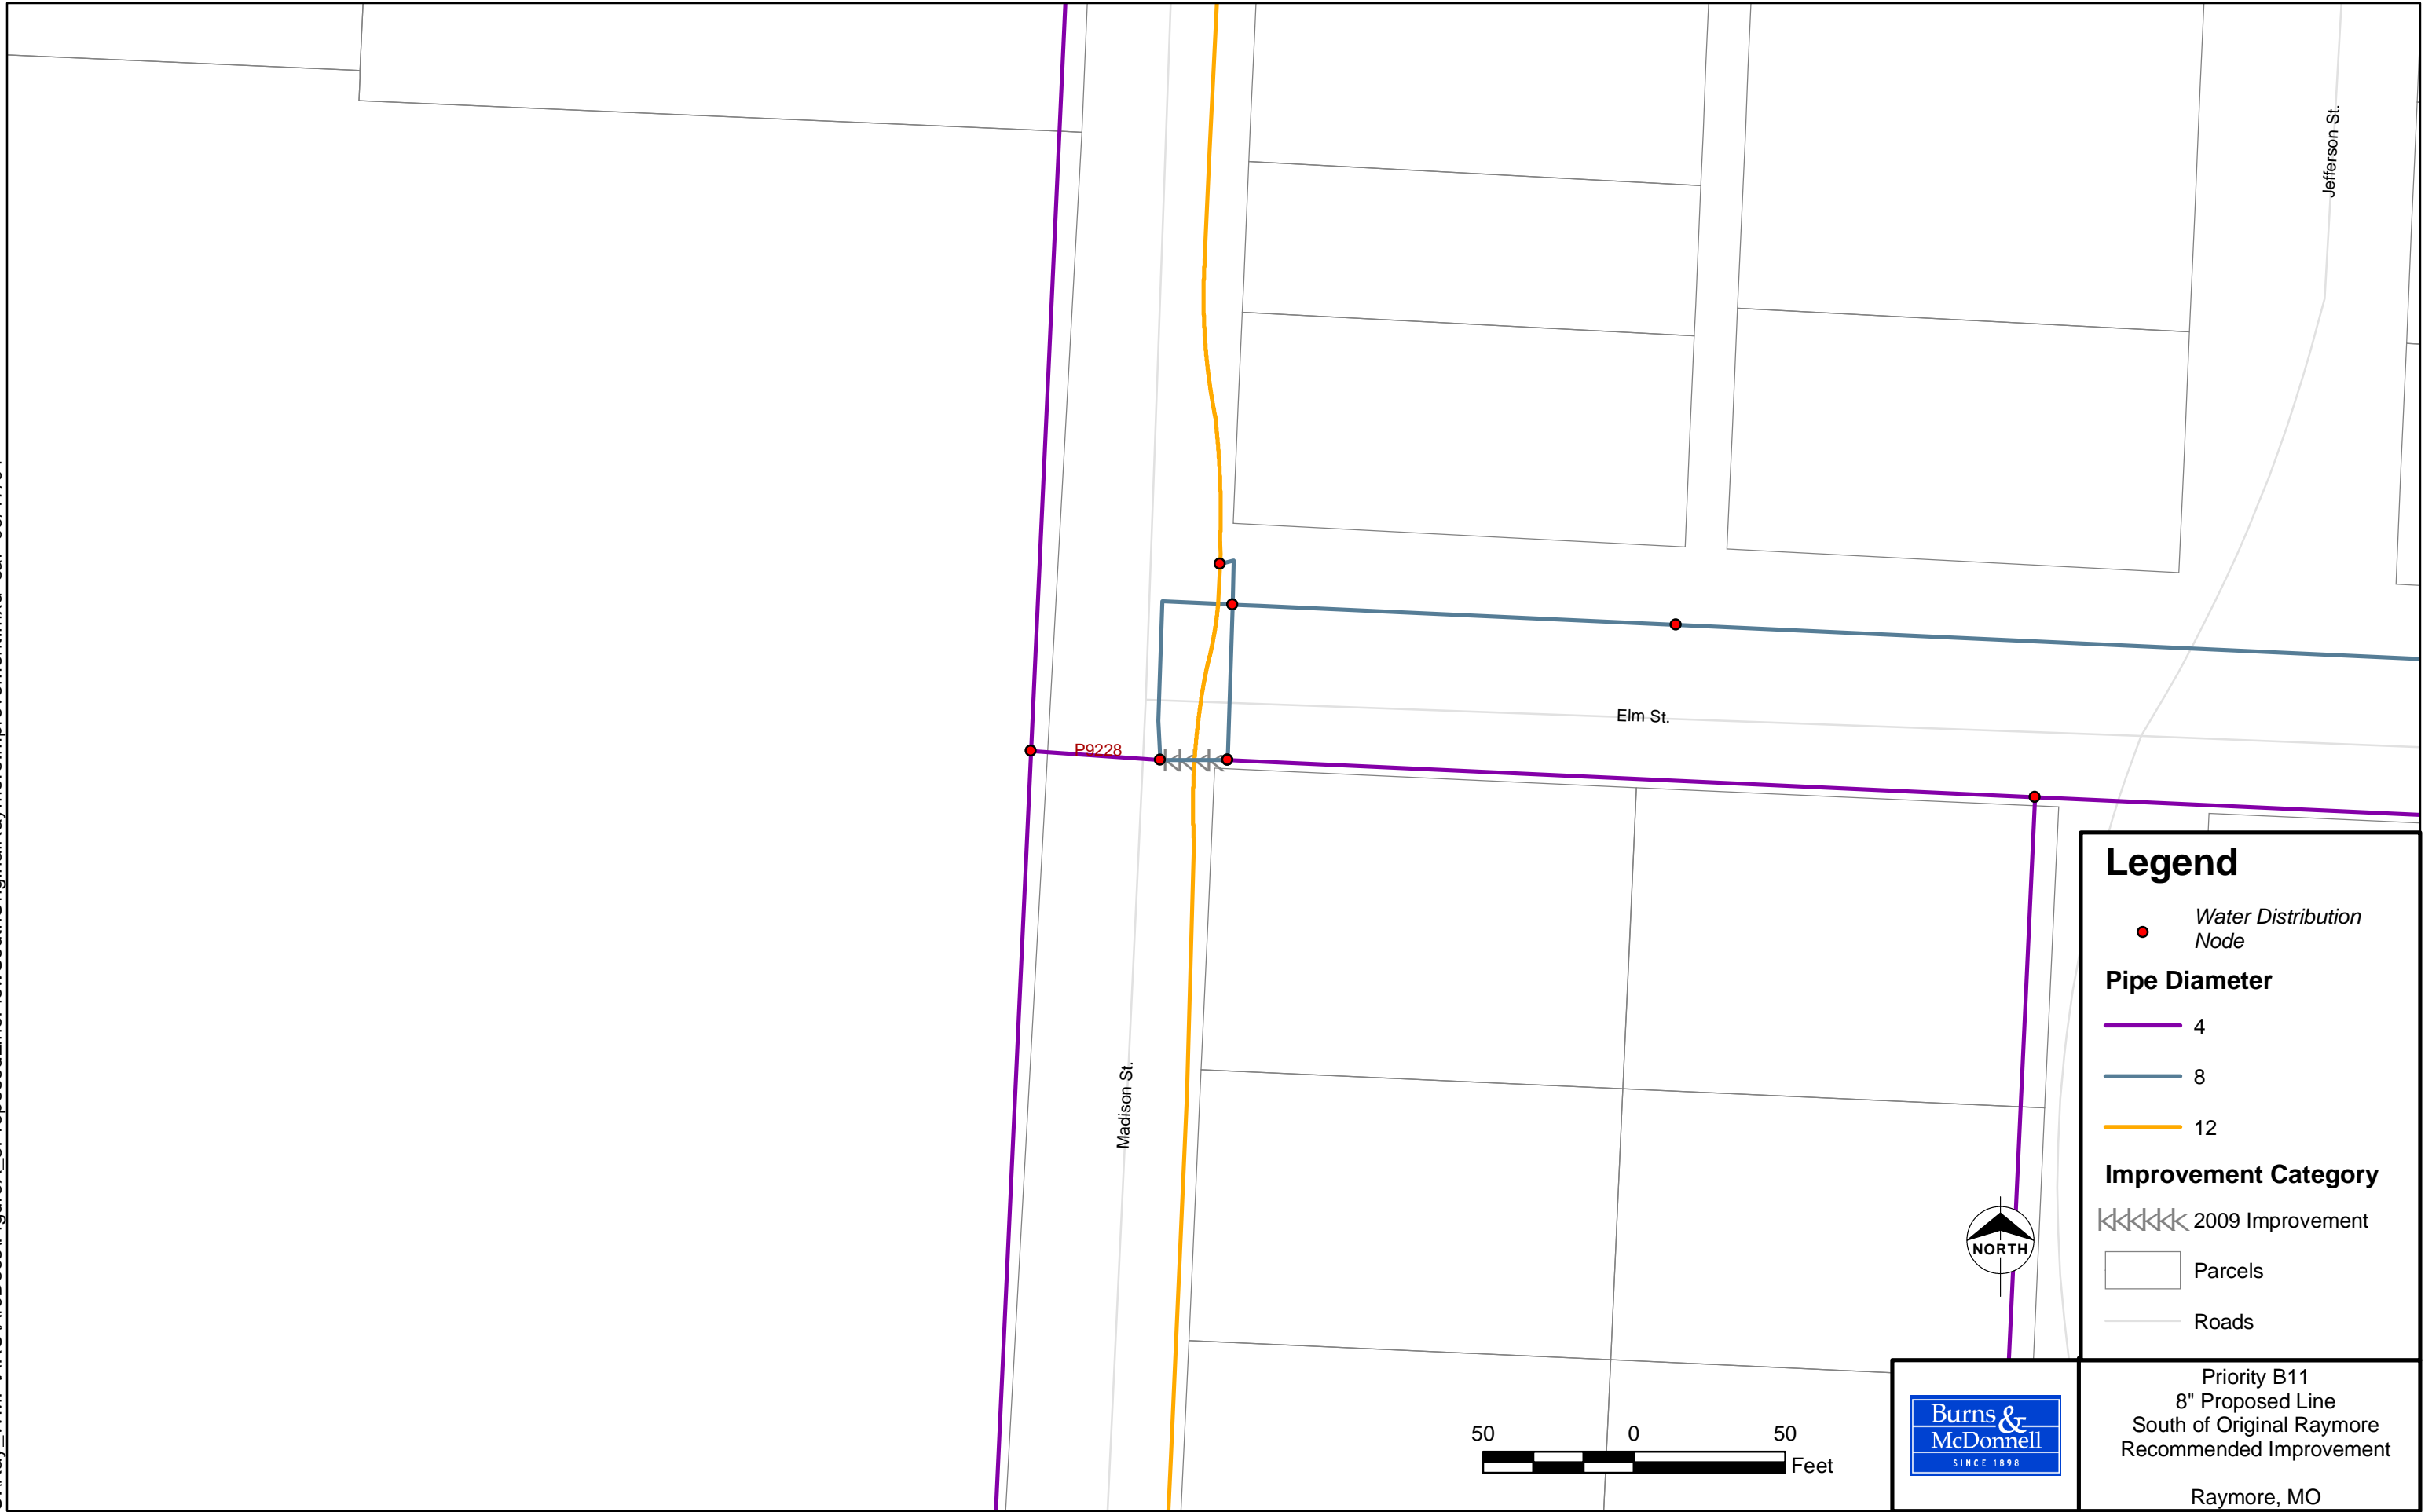 Jefferson St.
Elm St.
P9228
Madison St.
Legend
Water Distribution
Node
Pipe Diameter
4
8
12
Improvement Category
2009 Improvement
Parcels
Roads
NORTH
50 0 50
Feet
Burns &
McDonnell
SINCE 1898
Priority B11
8" Proposed Line
South of Original Raymore
Recommended Improvement
Raymore, MO